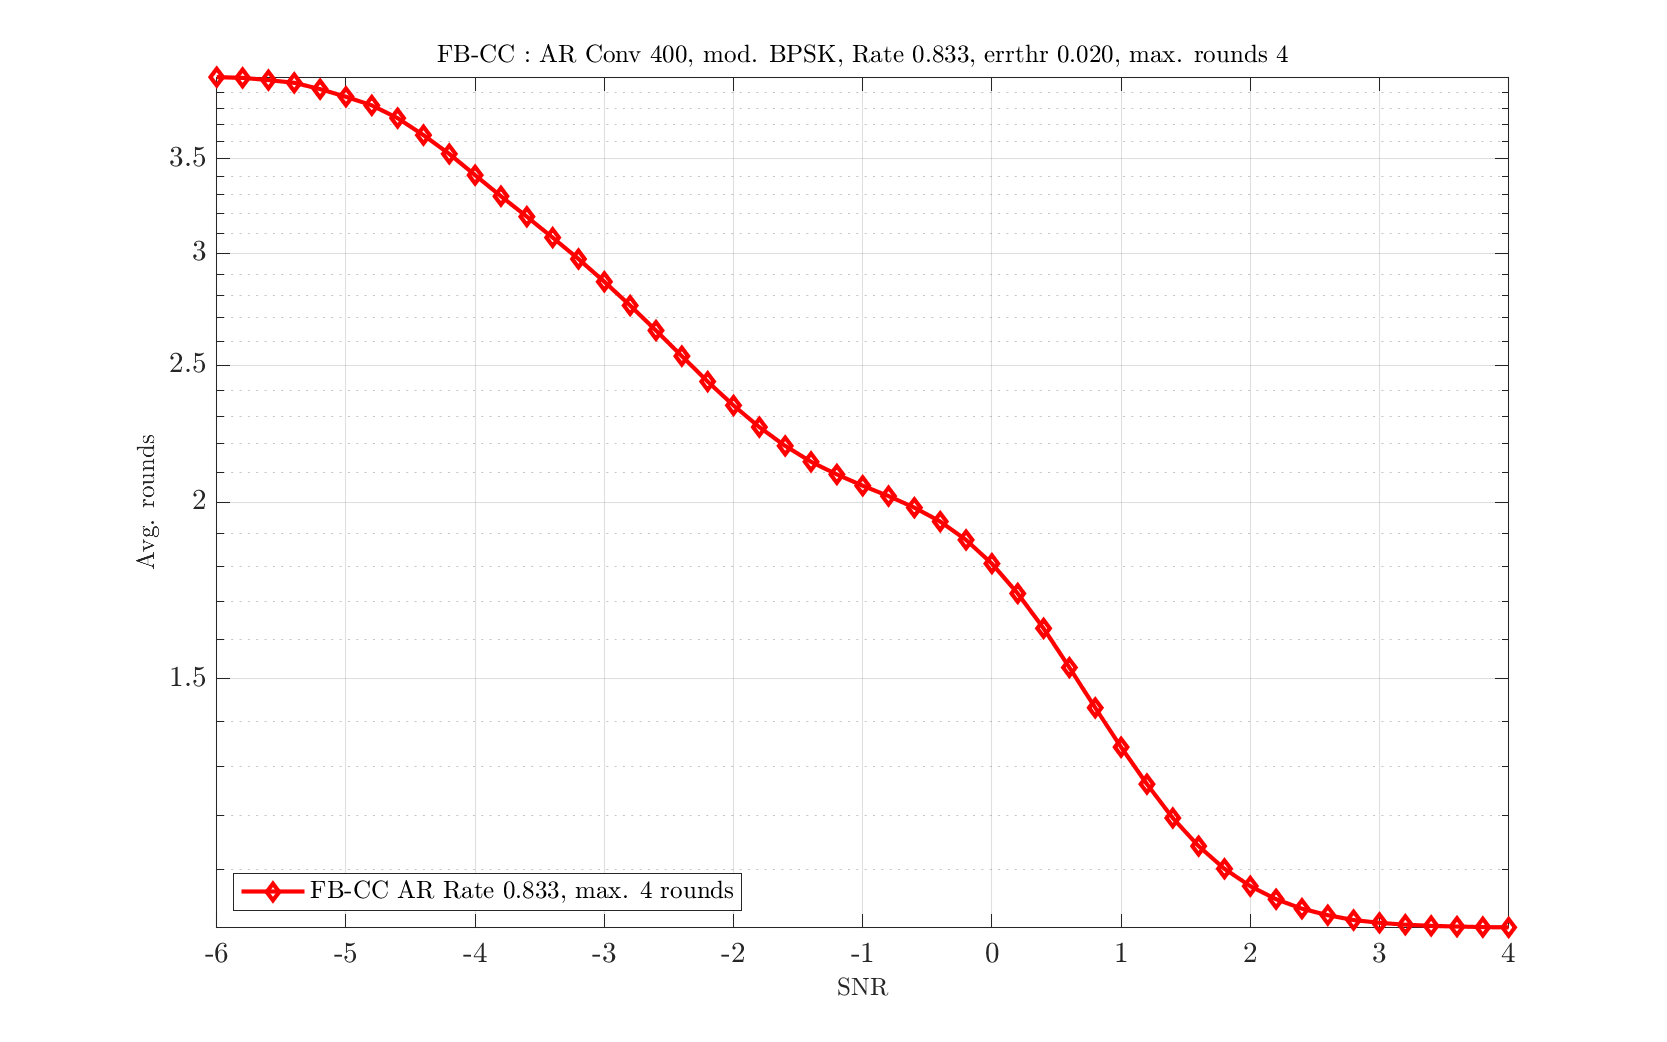 FB-CC : AR Conv 400, mod. BPSK, Rate 0.833, errthr 0.020, max. rounds 4
3.5
3
2.5
2
1.5
Avg. rounds
FB-CC AR Rate 0.833, max. 4 rounds
-6 -5 -4 -3 -2 -1 0 1 2 3 4
SNR